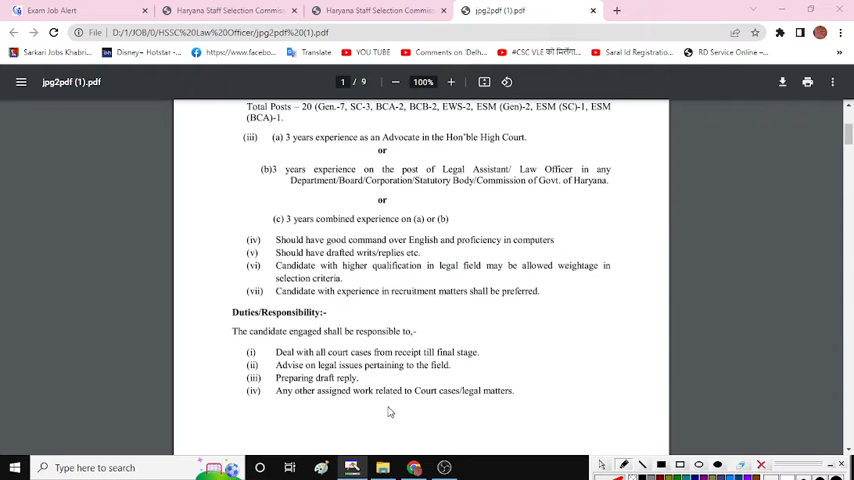 Exam Job Alert
Haryana Staff Selection Commis
Haryana Staff Selection Commis
jpg2pdf (1).pdf
File | D:/1/JOB/0/HSSC%20Law%20Officer/jpg2pdf%20(1).pdf
Sarkari Jobs Khabri... Disney+ Hotstar -... https://www.facebo... Translate YOU TUBE Comments on 'Delh... #CSC VLE को मिलेंगा... Saral Id Registratio... RD Service Online -...
jpg2pdf (1).pdf 1 / 9 100%
Total Posts – 20 (Gen.-7, SC-3, BCA-2, BCB-2, EWS-2, ESM (Gen)-2, ESM (SC)-1, ESM
(BCA)-1.
(iii) (a) 3 years experience as an Advocate in the Hon'ble High Court.
or
(b)3 years experience on the post of Legal Assistant/ Law Officer in any
Department/Board/Corporation/Statutory Body/Commission of Govt. of Haryana.
or
(c) 3 years combined experience on (a) or (b)
(iv) Should have good command over English and proficiency in computers
(v) Should have drafted writs/replies etc.
(vi) Candidate with higher qualification in legal field may be allowed weightage in
selection criteria.
(vii) Candidate with experience in recruitment matters shall be preferred.
Duties/Responsibility:-
The candidate engaged shall be responsible to,-
(i) Deal with all court cases from receipt till final stage.
(ii) Advise on legal issues pertaining to the field.
(iii) Preparing draft reply.
(iv) Any other assigned work related to Court cases/legal matters.
Type here to search